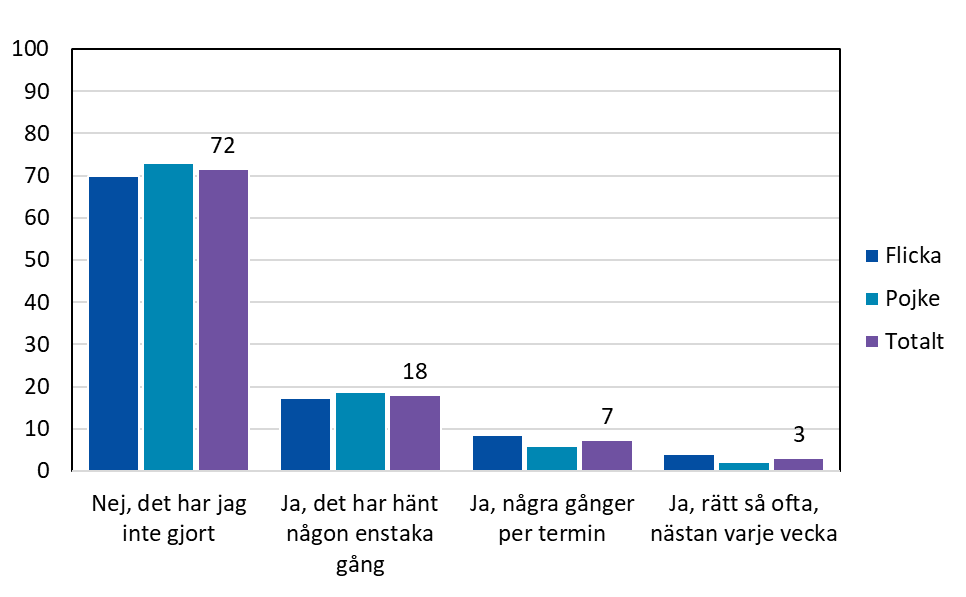 100
90
80
70
60
50
40
30
20
10
0
72
18
7
3
Nej, det har jag
inte gjort
Ja, det har hänt
någon enstaka
gång
Ja, några gånger
per termin
Ja, rätt så ofta,
nästan varje vecka
Flicka
Pojke
Totalt